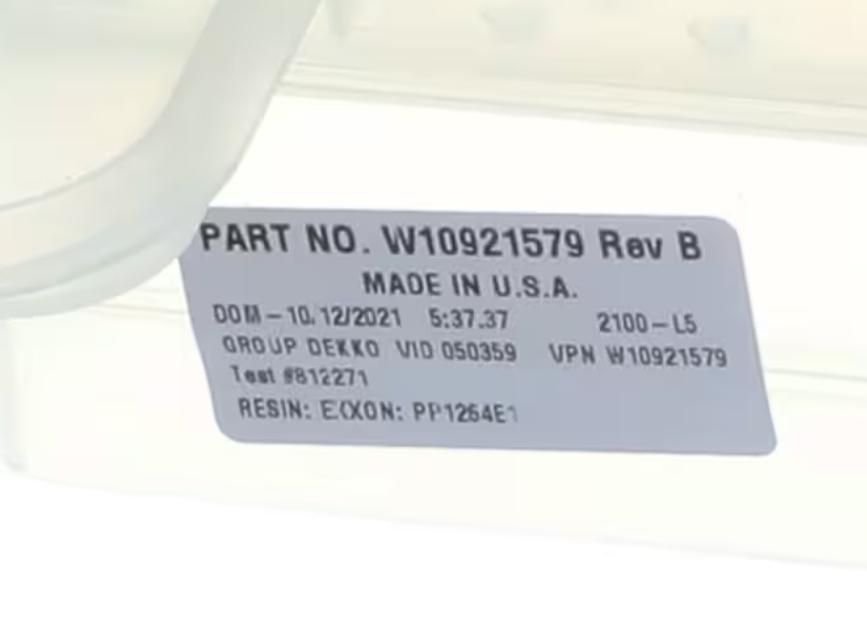 PART NO. W10921579 Rev B
MADE IN U.S.A.
DOM - 10.12/2021 5:37.37 2100 - L5
GROUP DEKKO VID 050359 VPN W10921579
Test #812271
RESIN: EXXON: PP1264E1